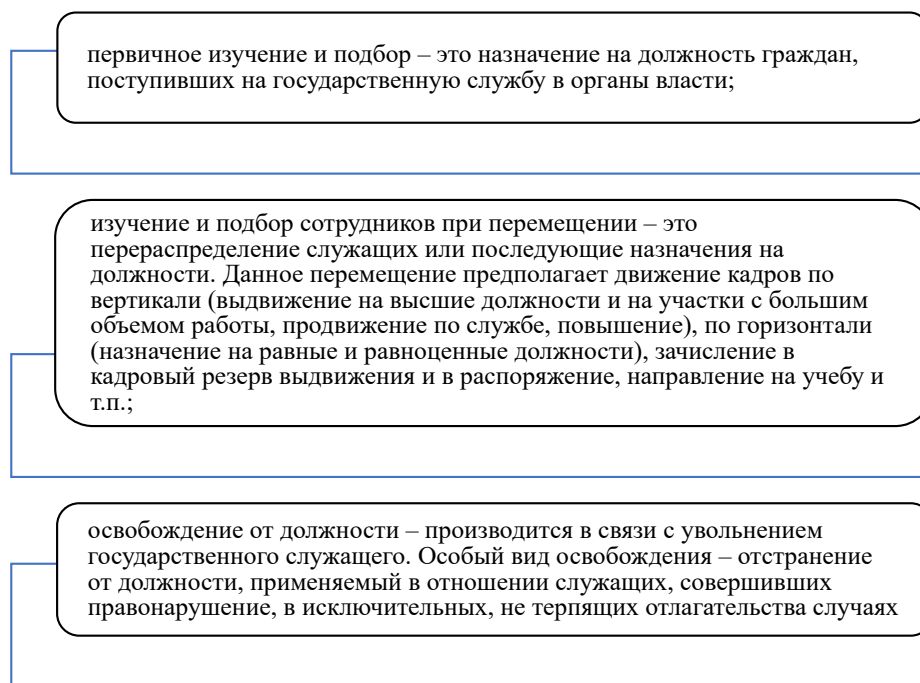 первичное изучение и подбор – это назначение на должность граждан,
поступивших на государственную службу в органы власти;
изучение и подбор сотрудников при перемещении – это
перераспределение служащих или последующие назначения на
должности. Данное перемещение предполагает движение кадров по
вертикали (выдвижение на высшие должности и на участки с большим
объемом работы, продвижение по службе, повышение), по горизонтали
(назначение на равные и равноценные должности), зачисление в
кадровый резерв выдвижения и в распоряжение, направление на учебу и
т.п.;
освобождение от должности – производится в связи с увольнением
государственного служащего. Особый вид освобождения – отстранение
от должности, применяемый в отношении служащих, совершивших
правонарушение, в исключительных, не терпящих отлагательства случаях